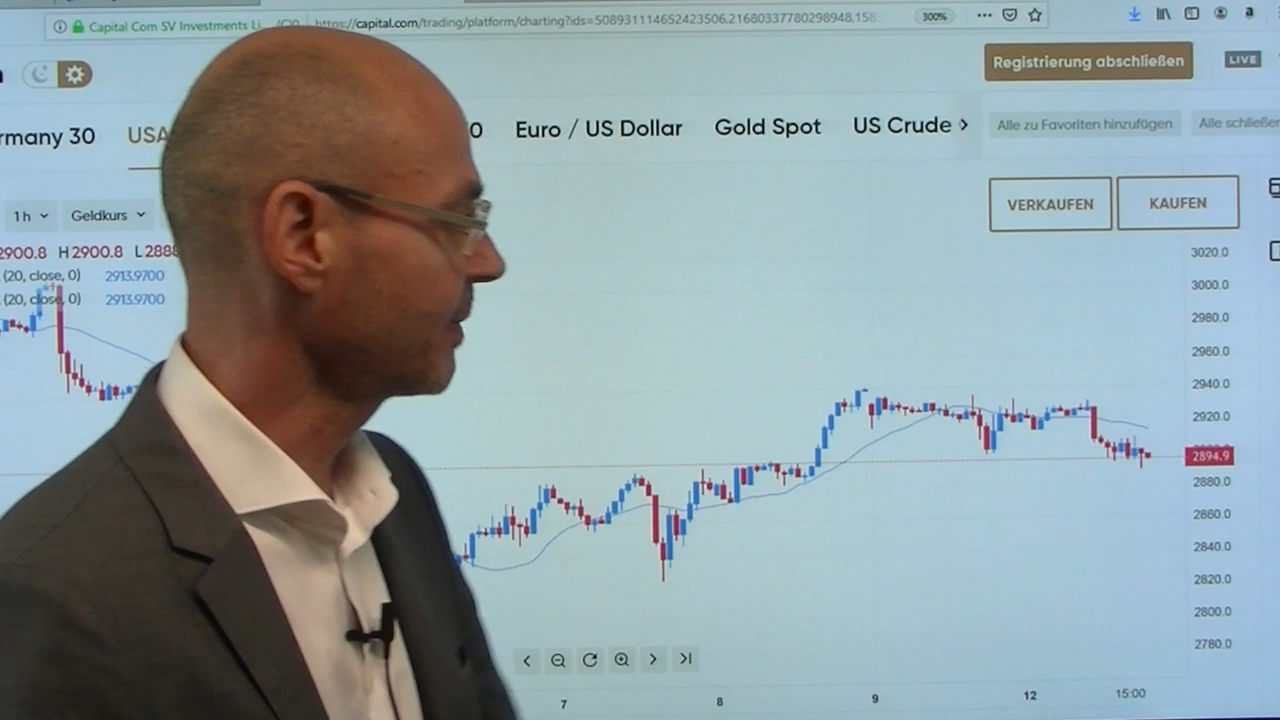 Capital Com SV Investments Li
https://capital.com/trading/platform/charting?ids=508931114652423506.21680337780298948.158
300%
Registrierung abschließen
LIVE
rmany 30
USA
0
Euro / US Dollar
Gold Spot
US Crude
Alle zu Favoriten hinzufügen
Alle schließen
1h
Geldkurs
VERKAUFEN
KAUFEN
2900.8 H2900.8 L288
(20, close, 0) 2913.9700
(20, close, 0) 2913.9700
3020.0
3000.0
2980.0
2960.0
2940.0
2920.0
2894.9
2880.0
2860.0
2840.0
2820.0
2800.0
2780.0
7
8
9
12
15:00